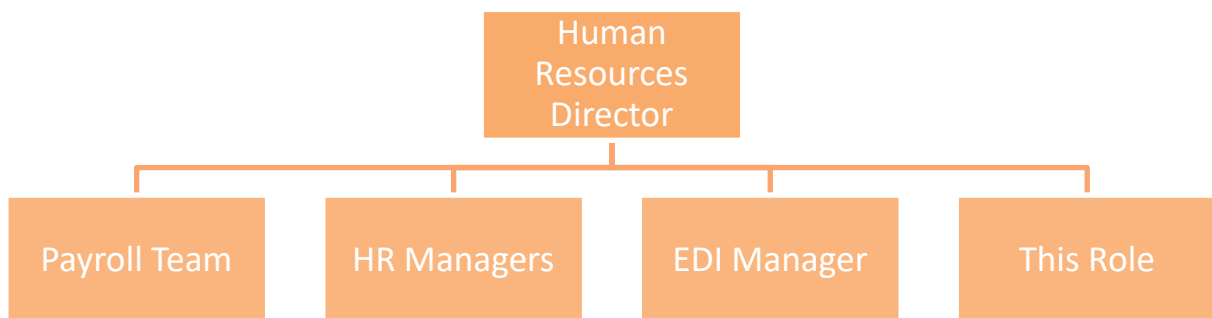 Human
Resources
Director
Payroll Team
HR Managers
EDI Manager
This Role